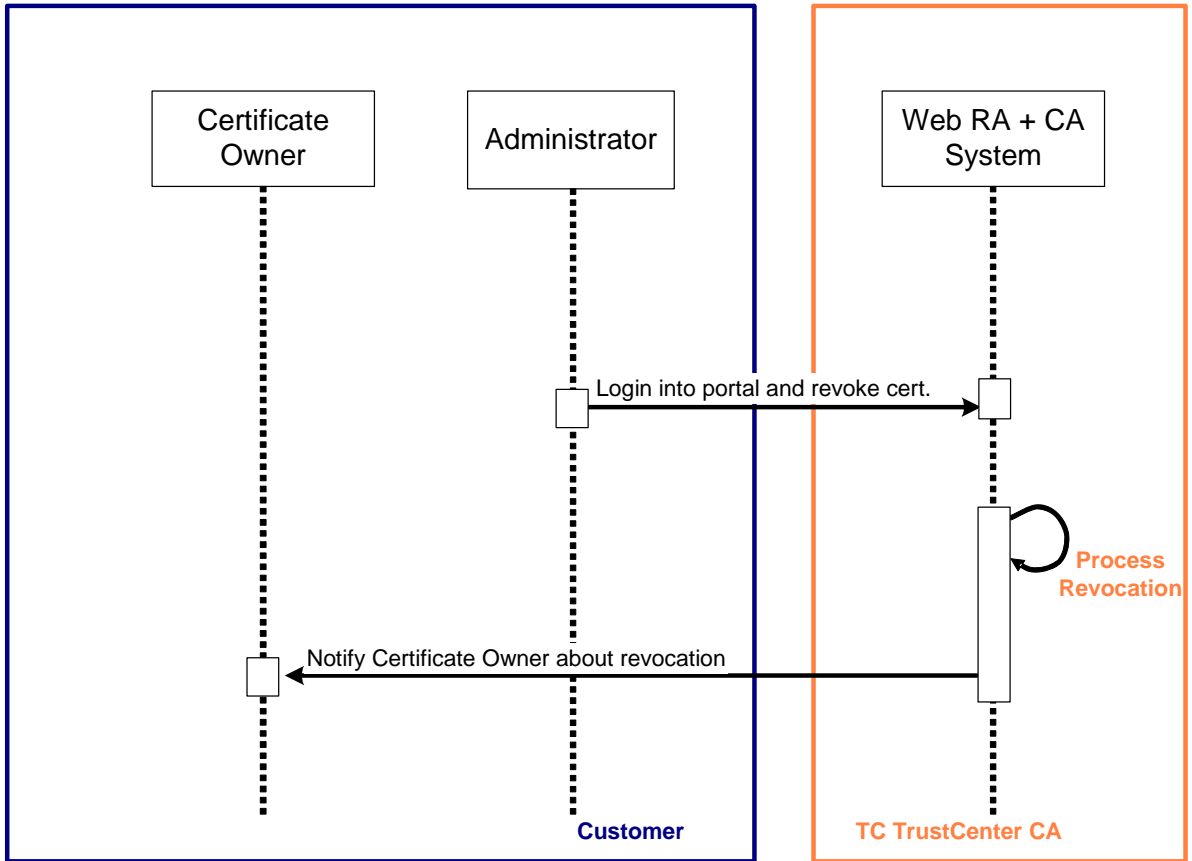 Certificate
Owner
Administrator
Web RA + CA
System
Login into portal and revoke cert.
Process
Revocation
Notify Certificate Owner about revocation
Customer
TC TrustCenter CA